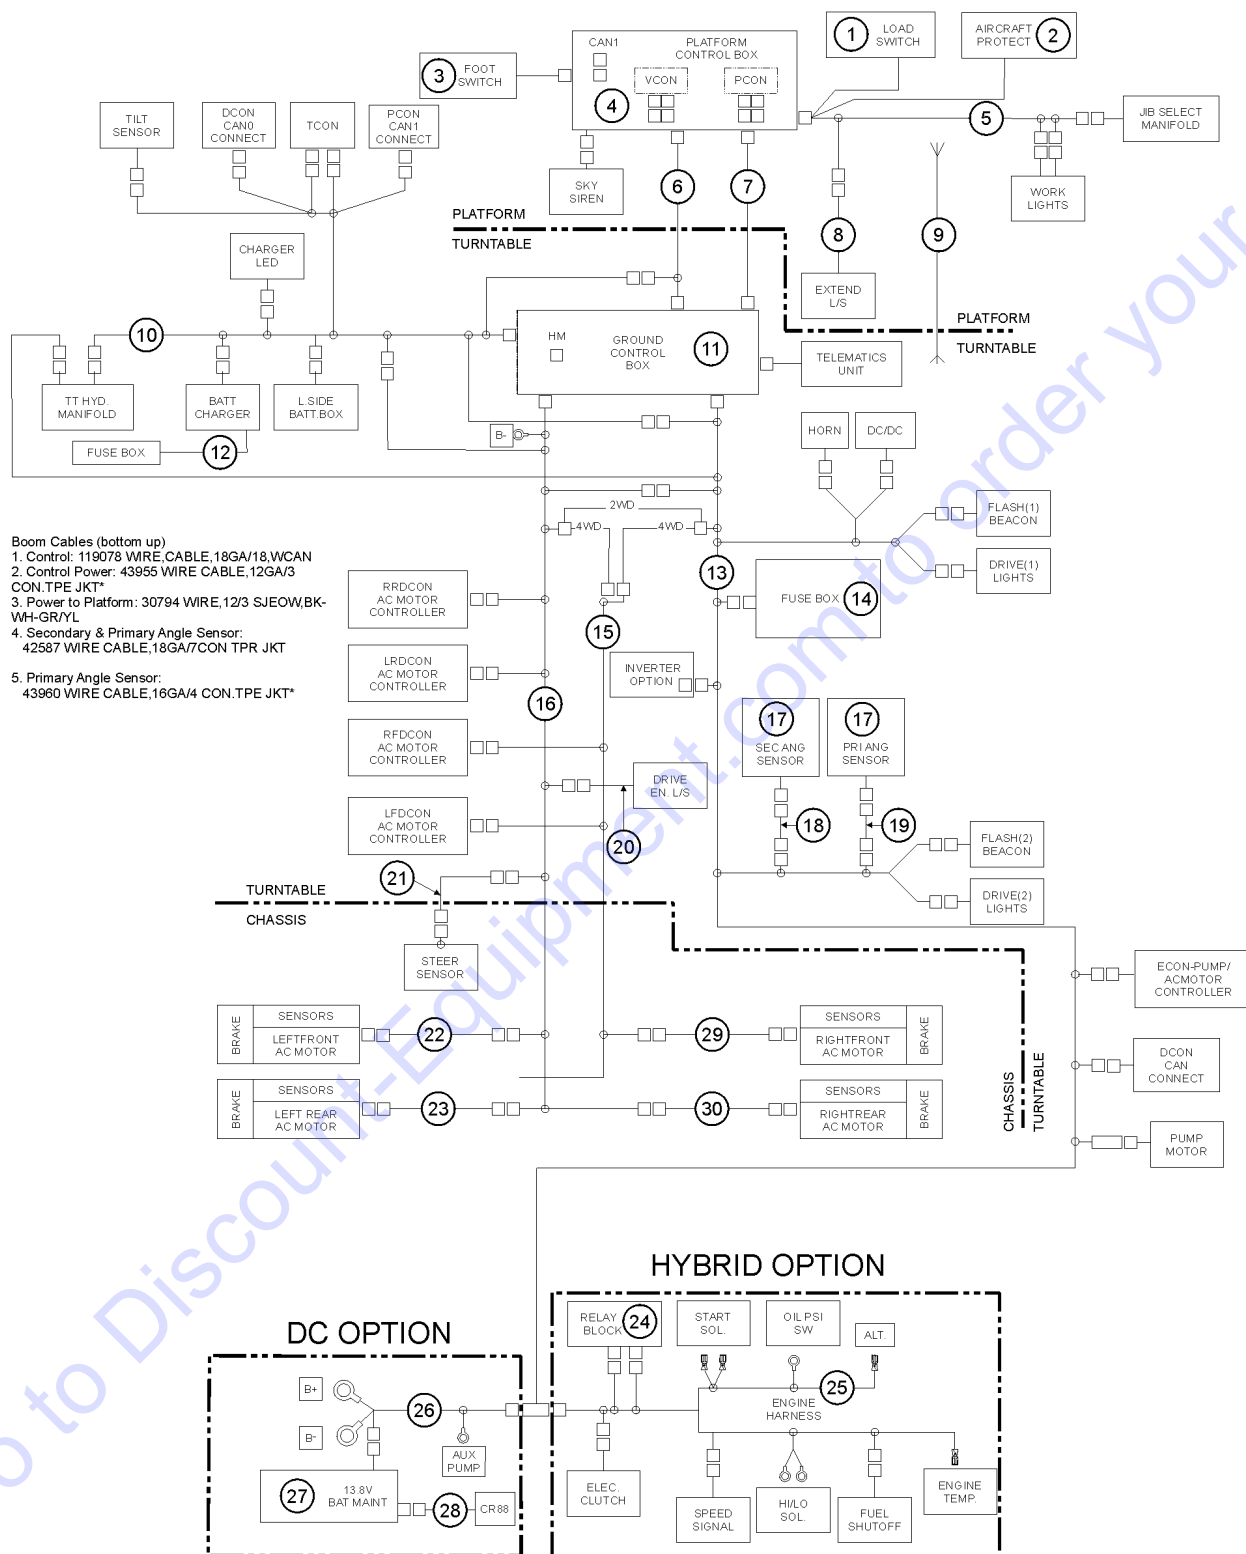 1
LOAD
SWITCH
AIRCRAFT
PROTECT
2
CAN1
PLATFORM
CONTROL BOX
3
FOOT
SWITCH
VCON
PCON
4
5
JIB SELECT
MANIFOLD
TILT
SENSOR
DCON
CAN0
CONNECT
TCON
PCON
CAN1
CONNECT
SKY
SIREN
6
7
WORK
LIGHTS
PLATFORM
TURNTABLE
8
9
CHARGER
LED
EXTEND
L/S
PLATFORM
TURNTABLE
10
HM
GROUND
CONTROL
BOX
11
TELEMATICS
UNIT
TT HYD.
MANIFOLD
BATT
CHARGER
L.SIDE
BATT.BOX
FUSE BOX
12
B-
HORN
DC/DC
2WD
4WD
4WD
FLASH(1)
BEACON
DRIVE(1)
LIGHTS
Boom Cables (bottom up)
1. Control: 119078 WIRE,CABLE,18GA/18,WCAN
2. Control Power: 43955 WIRE CABLE,12GA/3
CON.TPE JKT*
3. Power to Platform: 30794 WIRE,12/3 SJEOW,BK-
WH-GR/YL
4. Secondary & Primary Angle Sensor:
42587 WIRE CABLE,18GA/7CON TPR JKT
5. Primary Angle Sensor:
43960 WIRE CABLE,16GA/4 CON.TPE JKT*
13
FUSE BOX
14
RRDCON
AC MOTOR
CONTROLLER
15
LRDCON
AC MOTOR
CONTROLLER
INVERTER
OPTION
16
17
SEC ANG
SENSOR
17
PRI ANG
SENSOR
RFDCON
AC MOTOR
CONTROLLER
DRIVE
EN. L/S
LFDCON
AC MOTOR
CONTROLLER
20
18
19
FLASH(2)
BEACON
21
DRIVE(2)
LIGHTS
TURNTABLE
CHASSIS
STEER
SENSOR
ECON-PUMP/
ACMOTOR
CONTROLLER
BRAKE
SENSORS
LEFTFRONT
AC MOTOR
22
29
SENSORS
RIGHTFRONT
AC MOTOR
BRAKE
DCON
CAN
CONNECT
BRAKE
SENSORS
LEFT REAR
AC MOTOR
23
30
SENSORS
RIGHTREAR
AC MOTOR
BRAKE
CHASSIS
TURNTABLE
PUMP
MOTOR
HYBRID OPTION
DC OPTION
RELAY
BLOCK
24
START
SOL.
OIL PSI
SW
ALT.
B+
B-
26
25
ENGINE
HARNESS
AUX
PUMP
27
13.8V
BAT MAINT
28
CR88
ELEC.
CLUTCH
SPEED
SIGNAL
HI/LO
SOL.
FUEL
SHUTOFF
ENGINE
TEMP.
o to Discount-Equipment.com to order your